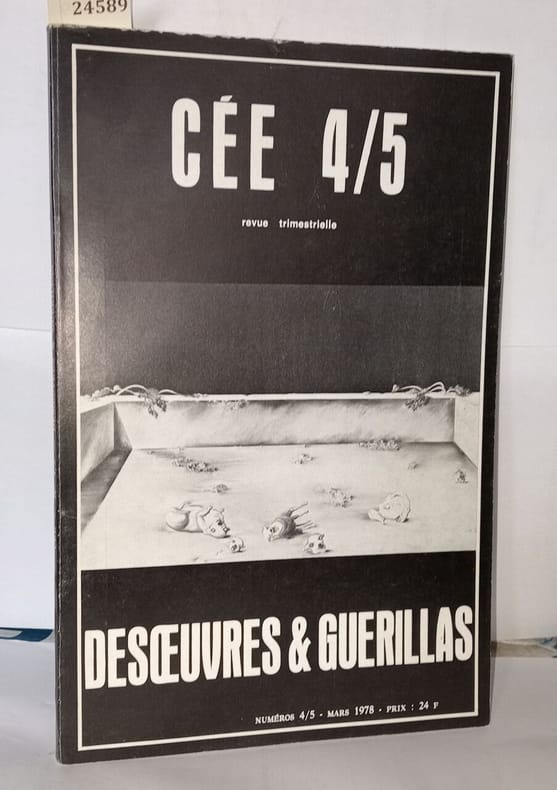 24589
CÉE 4/5
revue trimestrielle
DESŒUVRES & GUERILLAS
NUMÉROS 4/5 - MARS 1978 - PRIX : 24 F